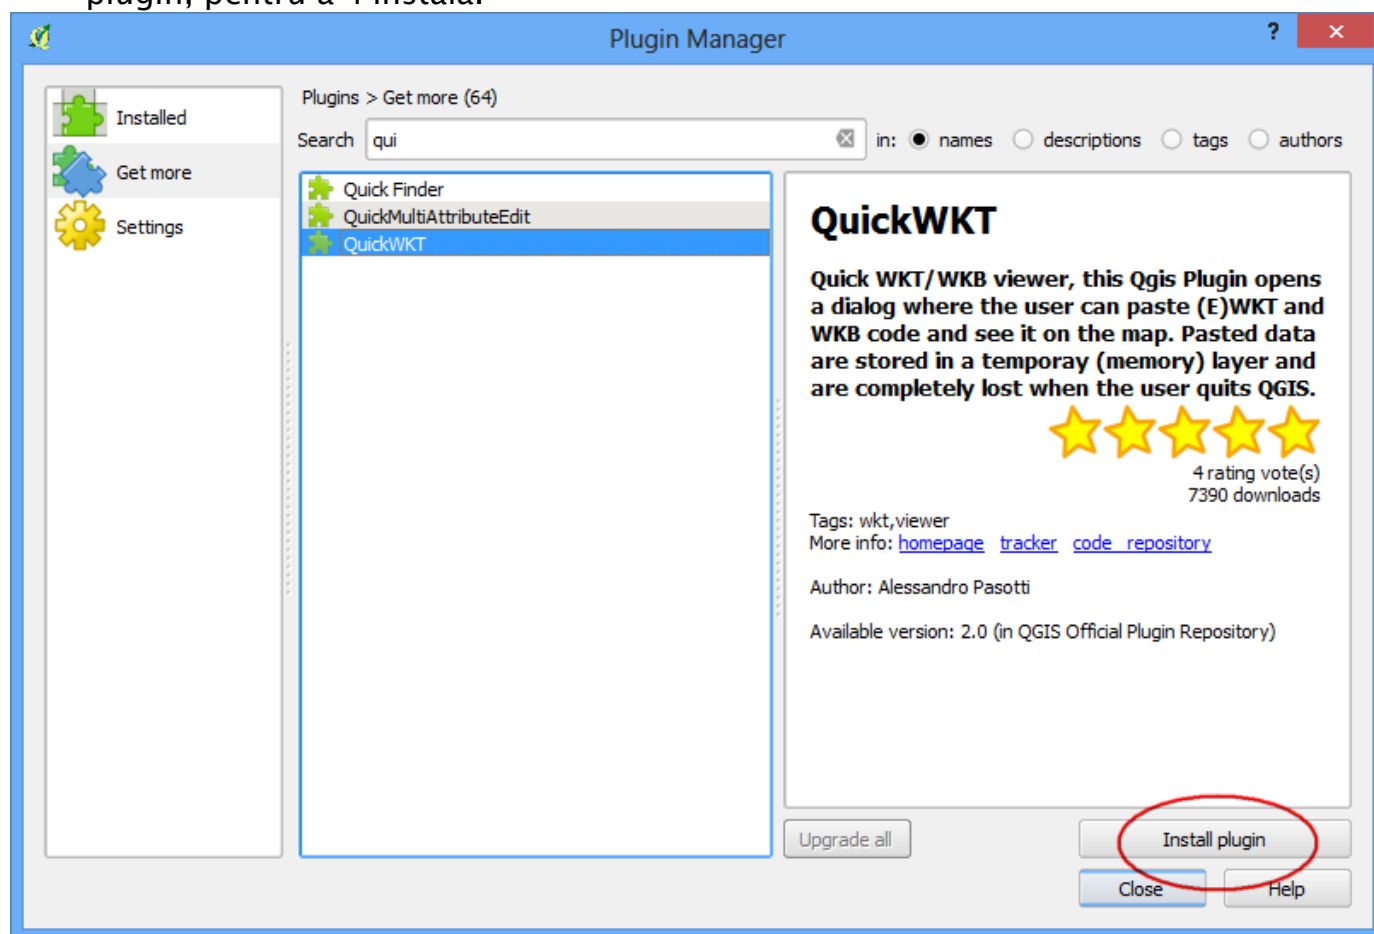 plugin, pentru a-l instala.
Plugin Manager
?
Installed
Get more
Settings
Plugins > Get more (64)
Search qui in: names descriptions tags authors
Quick Finder
QuickMultiAttributeEdit
QuickWKT
QuickWKT
Quick WKT/WKB viewer, this Qgis Plugin opens
a dialog where the user can paste (E)WKT and
WKB code and see it on the map. Pasted data
are stored in a temporay (memory) layer and
are completely lost when the user quits QGIS.
4 rating vote(s)
7390 downloads
Tags: wkt,viewer
More info: homepage tracker code_repository
Author: Alessandro Pasotti
Available version: 2.0 (in QGIS Official Plugin Repository)
Upgrade all
Install plugin
Close
Help